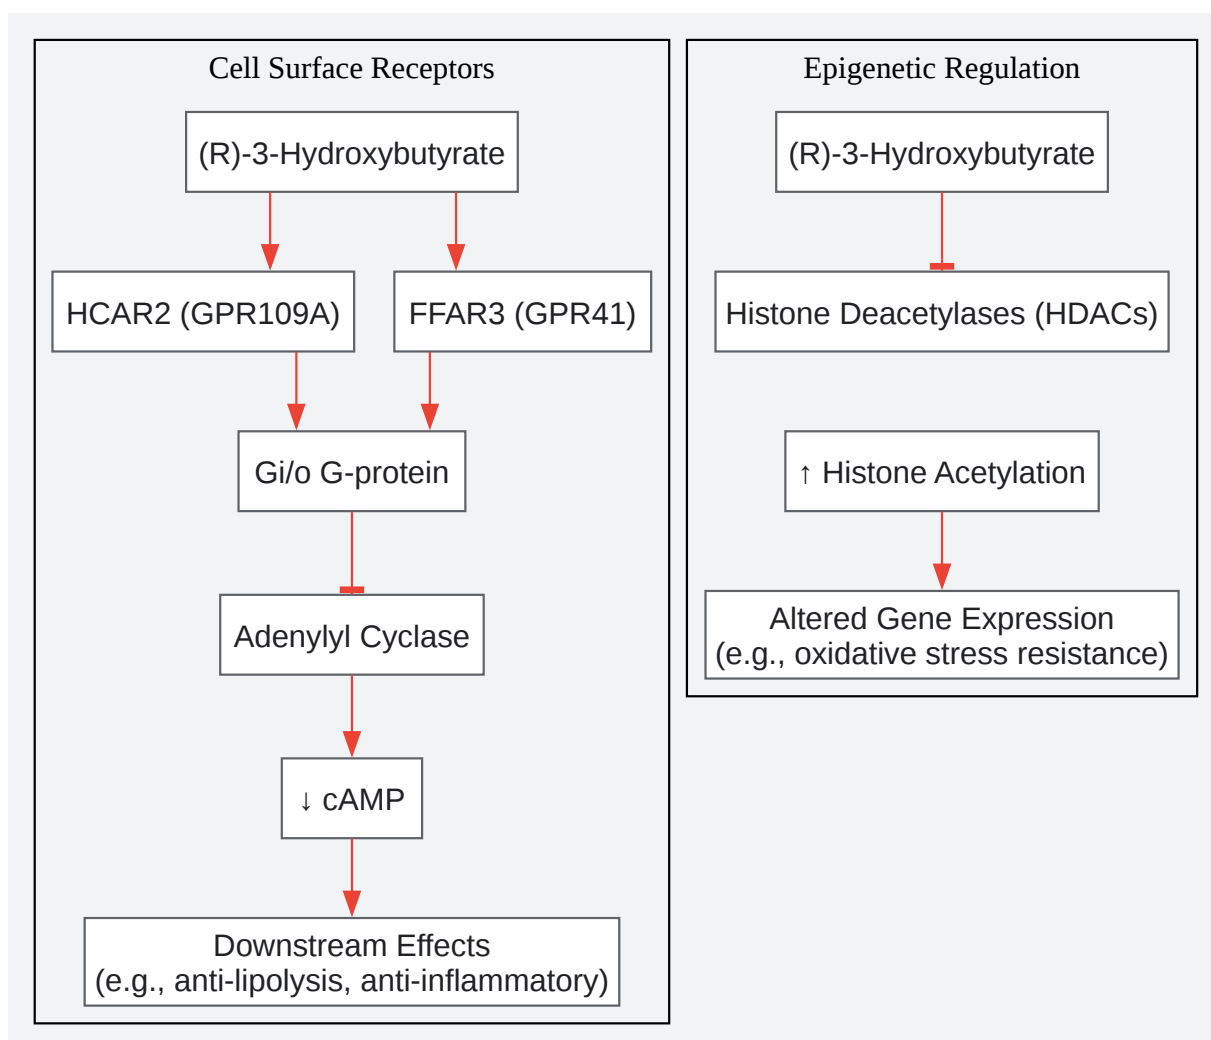 Cell Surface Receptors
(R)-3-Hydroxybutyrate
HCAR2 (GPR109A)
FFAR3 (GPR41)
Gi/o G-protein
Adenylyl Cyclase
↓ cAMP
Downstream Effects
(e.g., anti-lipolysis, anti-inflammatory)
Epigenetic Regulation
(R)-3-Hydroxybutyrate
Histone Deacetylases (HDACs)
↑ Histone Acetylation
Altered Gene Expression
(e.g., oxidative stress resistance)